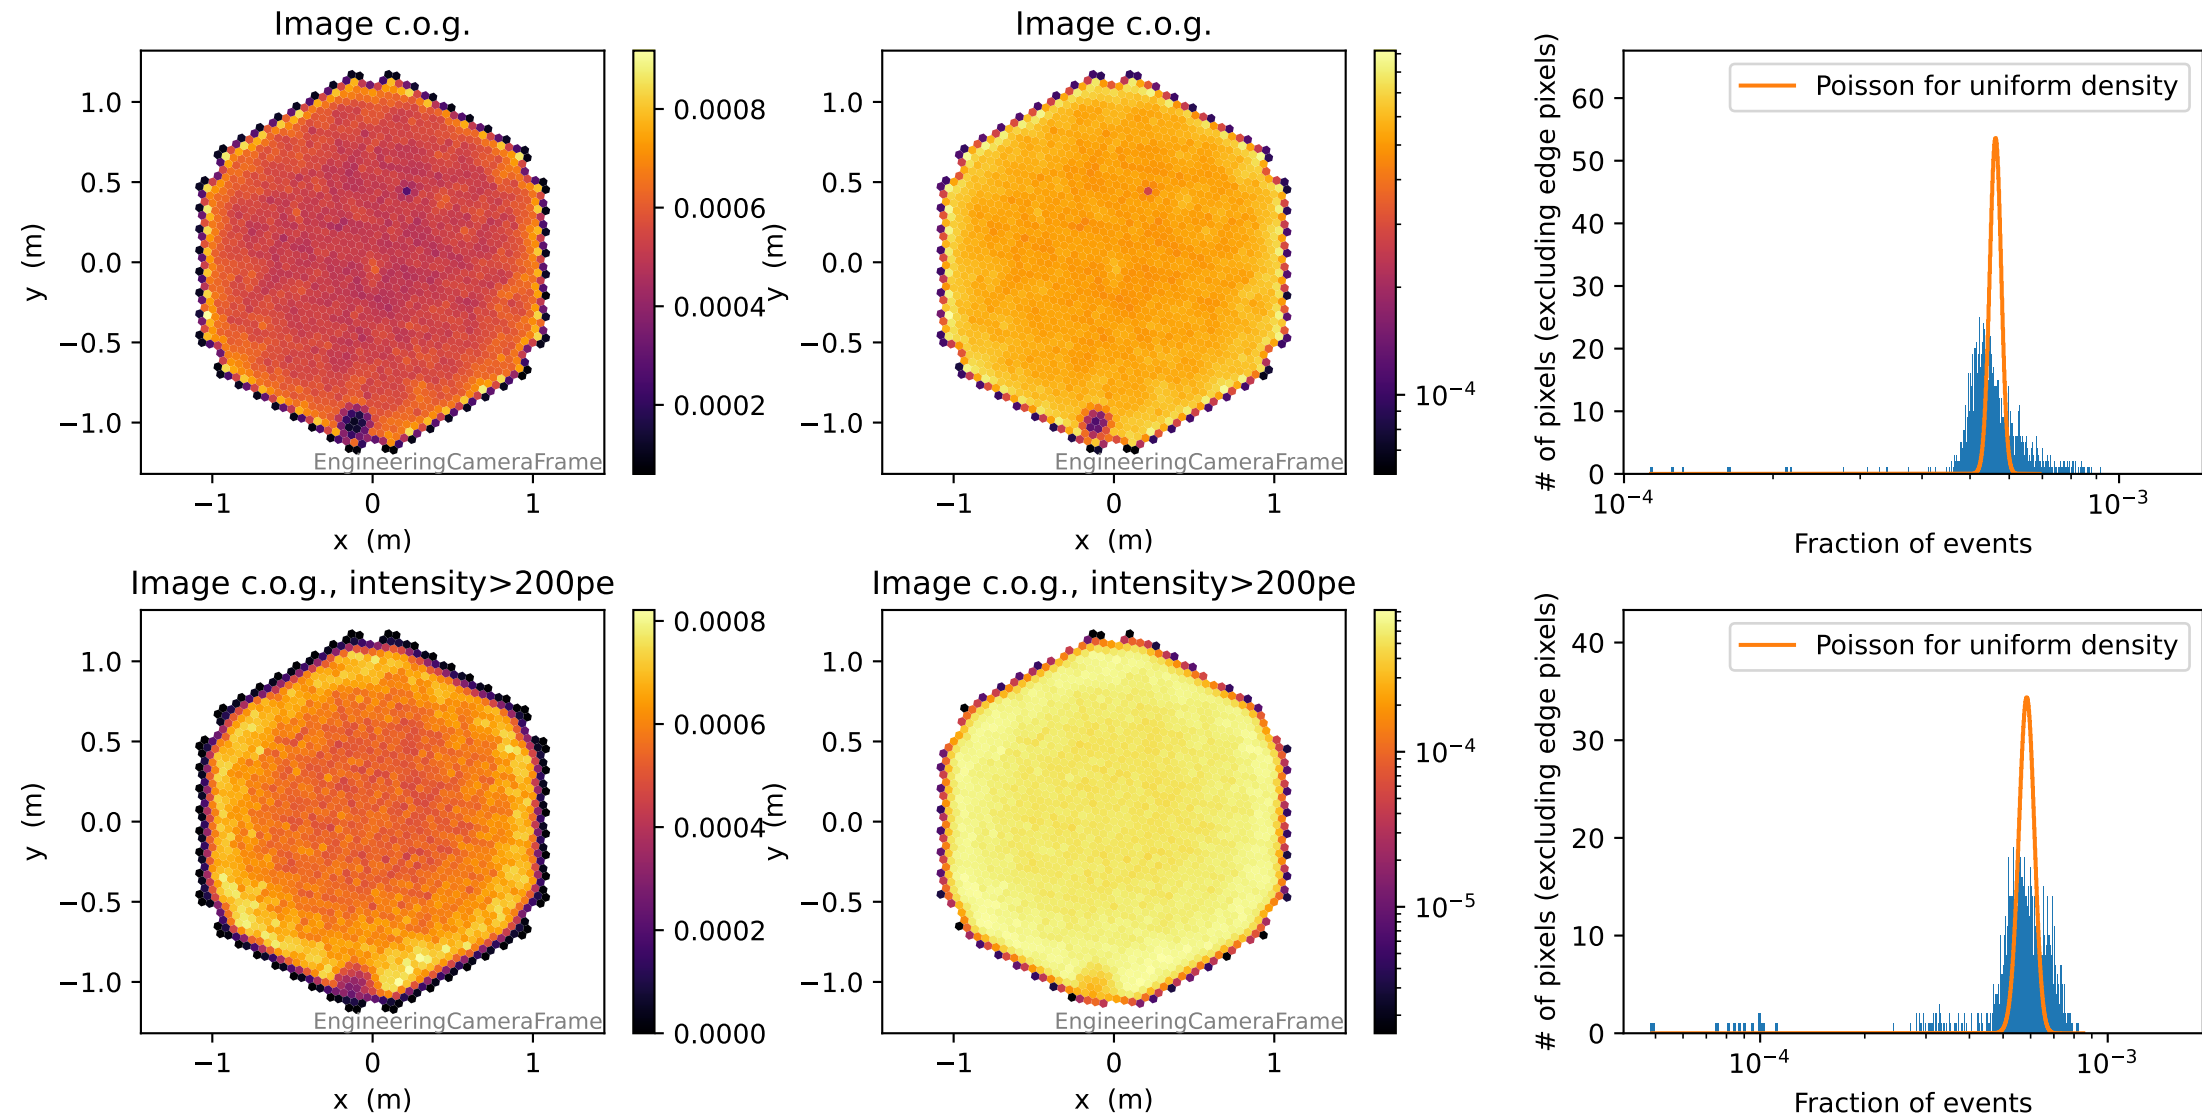 Image c.o.g.
1.0
0.5
0.0
−0.5
−1.0
y (m)
−1 0 1
x (m)
EngineeringCameraFrame
0.0008
0.0006
0.0004
0.0002
Image c.o.g.
1.0
0.5
0.0
−0.5
−1.0
y (m)
−1 0 1
x (m)
EngineeringCameraFrame
10⁻⁴
# of pixels (excluding edge pixels)
60
50
40
30
20
10
0
Poisson for uniform density
10⁻⁴ 10⁻³
Fraction of events
Image c.o.g., intensity>200pe
1.0
0.5
0.0
−0.5
−1.0
y (m)
−1 0 1
x (m)
EngineeringCameraFrame
0.0008
0.0006
0.0004
0.0002
0.0000
Image c.o.g., intensity>200pe
1.0
0.5
0.0
−0.5
−1.0
y (m)
−1 0 1
x (m)
EngineeringCameraFrame
10⁻⁴
10⁻⁵
# of pixels (excluding edge pixels)
40
30
20
10
0
Poisson for uniform density
10⁻⁴ 10⁻³
Fraction of events